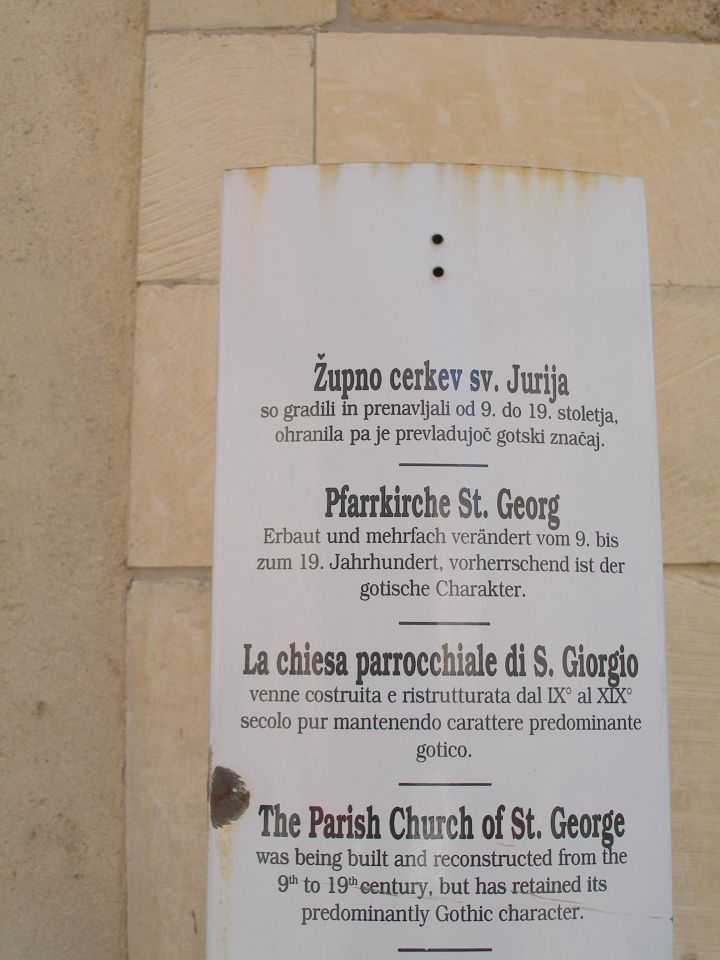 Župno cerkev sv. Jurija
so gradili in prenavljali od 9. do 19. stoletja,
ohranila pa je prevladujoč gotski značaj.
Pfarrkirche St. Georg
Erbaut und mehrfach verändert vom 9. bis
zum 19. Jahrhundert, vorherrschend ist der
gotische Charakter.
La chiesa parrocchiale di S. Giorgio
venne costruita e ristrutturata dal IX° al XIX°
secolo pur mantenendo carattere predominante
gotico.
The Parish Church of St. George
was being built and reconstructed from the
9th to 19th century, but has retained its
predominantly Gothic character.